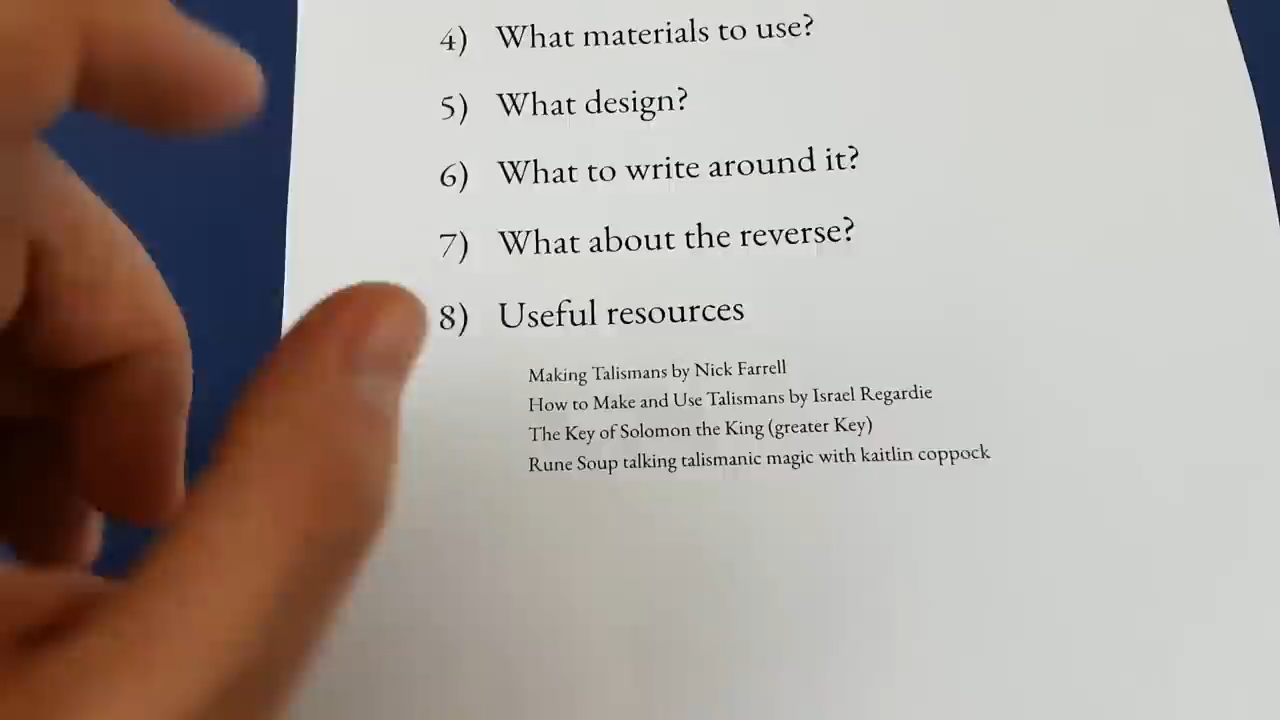 4) What materials to use?
5) What design?
6) What to write around it?
7) What about the reverse?
8) Useful resources
Making Talismans by Nick Farrell
How to Make and Use Talismans by Israel Regardie
The Key of Solomon the King (greater Key)
Rune Soup talking talismanic magic with kaitlin coppock